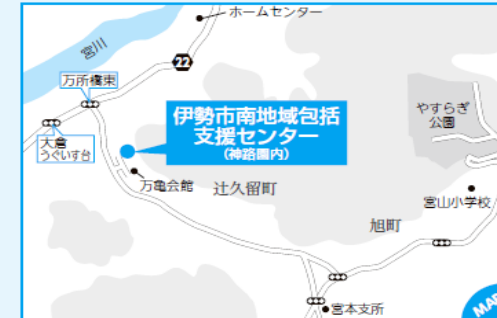 ホームセンター
宮川
22
万所橋東
伊勢市南地域包括
支援センター
(神路園内)
やすらぎ
公園
大倉
うぐいす台
万亀会館
辻久留町
宮山小学校
旭町
宮本支所
MAP